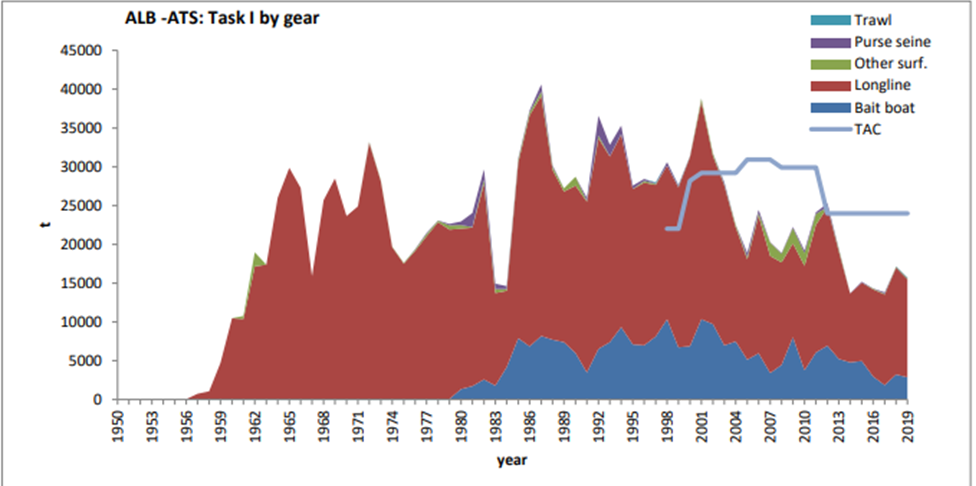 ALB -ATS: Task I by gear
Trawl
Purse seine
Other surf.
Longline
Bait boat
TAC
45000
40000
35000
30000
25000
20000
15000
10000
5000
0
t
1950 1953 1956 1959 1962 1965 1968 1971 1974 1977 1980 1983 1986 1989 1992 1995 1998 2001 2004 2007 2010 2013 2016 2019
year